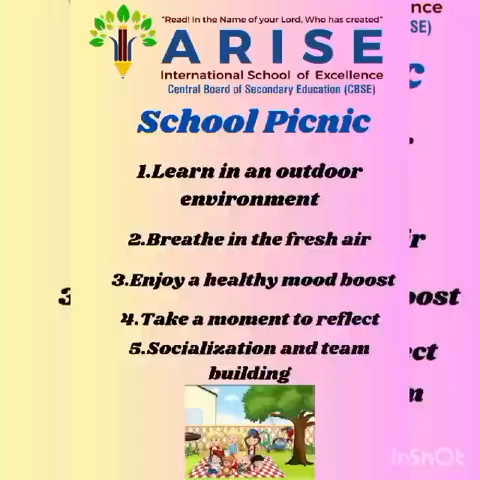 "Read! In the Name of your Lord, Who has created"
ARISE
International School of Excellence
Central Board of Secondary Education (CBSE)
School Picnic
1.Learn in an outdoor
environment
2.Breathe in the fresh air
3.Enjoy a healthy mood boost
4.Take a moment to reflect
5.Socialization and team
building
InShot